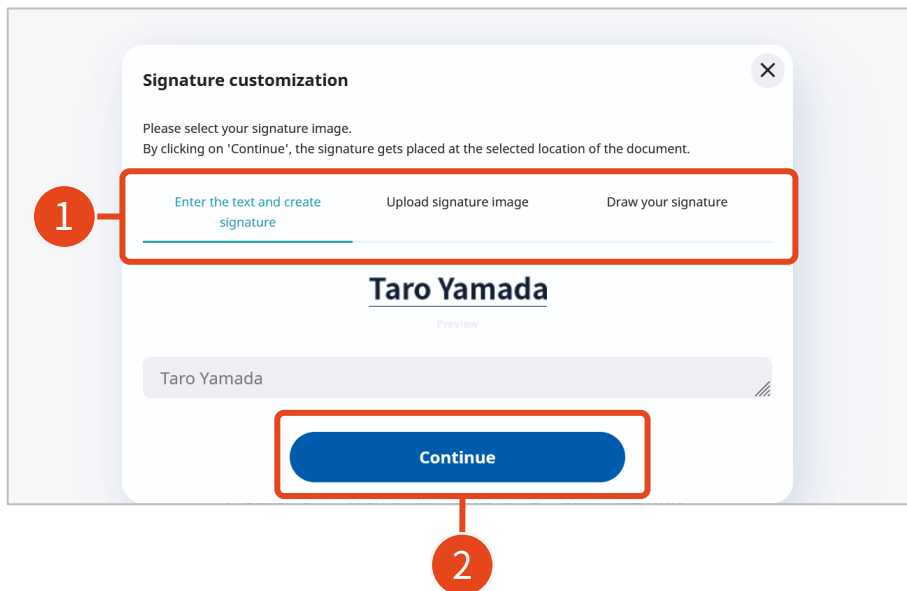 Signature customization
Please select your signature image.
By clicking on 'Continue', the signature gets placed at the selected location of the document.
1
Enter the text and create
signature
Upload signature image
Draw your signature
Taro Yamada
Preview
Taro Yamada
Continue
2